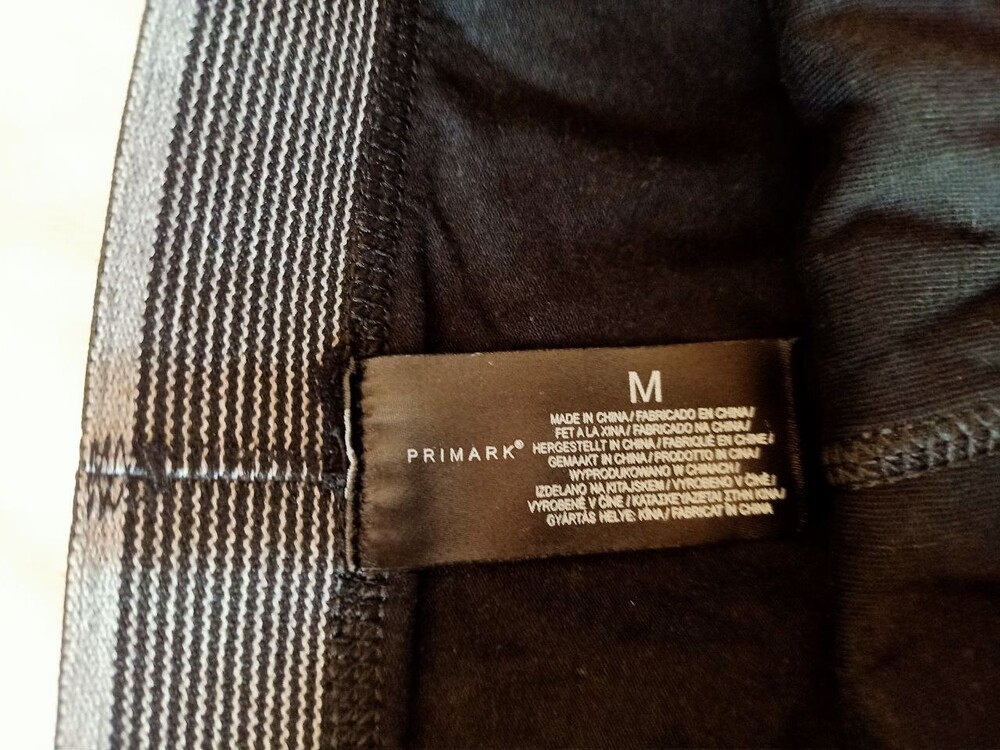 PRIMARK®
M
MADE IN CHINA / FABRICADO EN CHINA /
FET A LA XINA / FABRICADO NA CHINA /
HERGESTELLT IN CHINA / FABRIQUÉ EN CHINE /
GEMAAKT IN CHINA / PRODOTTO IN CINA /
WYPRODUKOWANO W CHINACH /
IZDELANO NA KITAJSKEM / VYROBENO V ČÍNĚ /
VYROBENÉ V ČÍNE / ΚΑΤΑΣΚΕΥΑΖΕΤΑΙ ΣΤΗΝ ΚΙΝΑ /
GYÁRTÁS HELYE: KÍNA / FABRICAT ÎN CHINA